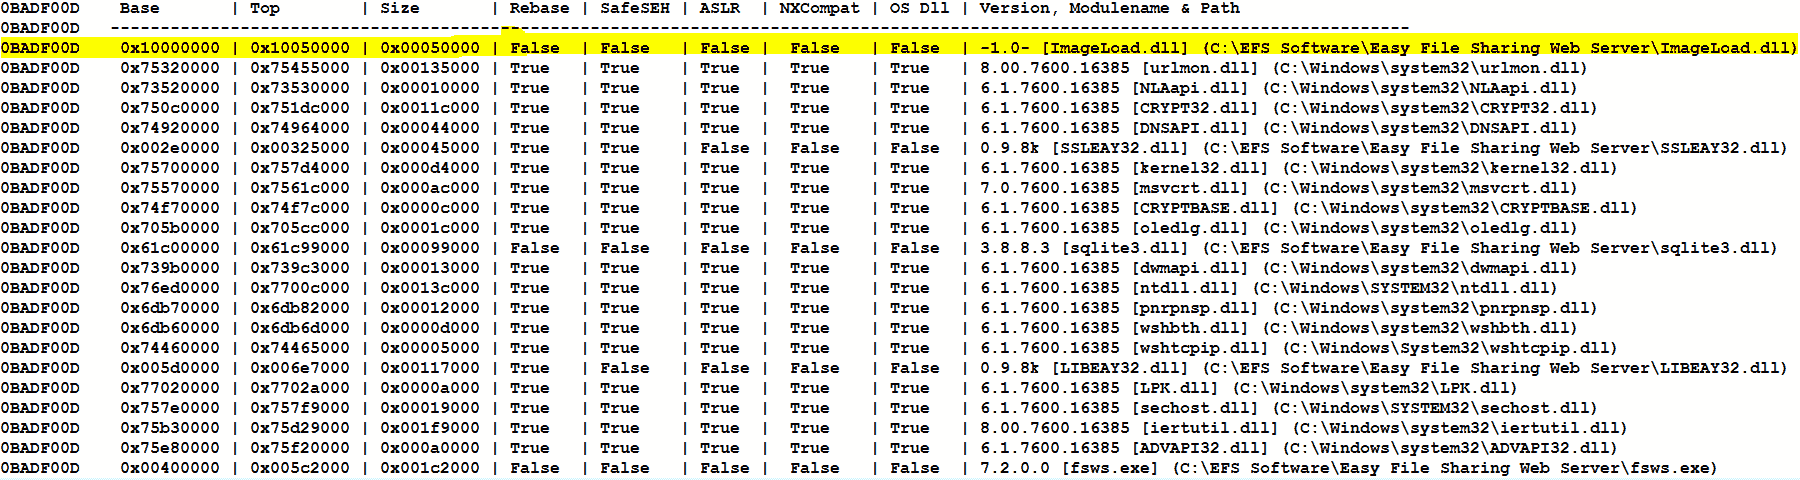 0BADF00D Base | Top | Size | Rebase | SafeSEH | ASLR | NXCompat | OS Dll | Version, Modulename & Path
0BADF00D ----------------------------------------------------------------------------------------------------------------------------------
0BADF00D 0x10000000 | 0x10050000 | 0x00050000 | False | False | False | False | False | -1.0- [ImageLoad.dll] (C:\EFS Software\Easy File Sharing Web Server\ImageLoad.dll)
0BADF00D 0x75320000 | 0x75455000 | 0x00135000 | True | True | True | True | True | 8.00.7600.16385 [urlmon.dll] (C:\Windows\system32\urlmon.dll)
0BADF00D 0x73520000 | 0x73530000 | 0x00010000 | True | True | True | True | True | 6.1.7600.16385 [NLAapi.dll] (C:\Windows\system32\NLAapi.dll)
0BADF00D 0x750c0000 | 0x751dc000 | 0x0011c000 | True | True | True | True | True | 6.1.7600.16385 [CRYPT32.dll] (C:\Windows\system32\CRYPT32.dll)
0BADF00D 0x74920000 | 0x74964000 | 0x00044000 | True | True | True | True | True | 6.1.7600.16385 [DNSAPI.dll] (C:\Windows\system32\DNSAPI.dll)
0BADF00D 0x002e0000 | 0x00325000 | 0x00045000 | True | True | False | False | False | 0.9.8k [SSLEAY32.dll] (C:\EFS Software\Easy File Sharing Web Server\SSLEAY32.dll)
0BADF00D 0x75700000 | 0x757d4000 | 0x000d4000 | True | True | True | True | True | 6.1.7600.16385 [kernel32.dll] (C:\Windows\system32\kernel32.dll)
0BADF00D 0x75570000 | 0x7561c000 | 0x000ac000 | True | True | True | True | True | 7.0.7600.16385 [msvcrt.dll] (C:\Windows\system32\msvcrt.dll)
0BADF00D 0x74f70000 | 0x74f7c000 | 0x0000c000 | True | True | True | True | True | 6.1.7600.16385 [CRYPTBASE.dll] (C:\Windows\system32\CRYPTBASE.dll)
0BADF00D 0x705b0000 | 0x705cc000 | 0x0001c000 | True | True | True | True | True | 6.1.7600.16385 [oledlg.dll] (C:\Windows\system32\oledlg.dll)
0BADF00D 0x61c00000 | 0x61c99000 | 0x00099000 | False | False | False | False | False | 3.8.8.3 [sqlite3.dll] (C:\EFS Software\Easy File Sharing Web Server\sqlite3.dll)
0BADF00D 0x739b0000 | 0x739c3000 | 0x00013000 | True | True | True | True | True | 6.1.7600.16385 [dwmapi.dll] (C:\Windows\system32\dwmapi.dll)
0BADF00D 0x76ed0000 | 0x7700c000 | 0x0013c000 | True | True | True | True | True | 6.1.7600.16385 [ntdll.dll] (C:\Windows\SYSTEM32\ntdll.dll)
0BADF00D 0x6db70000 | 0x6db82000 | 0x00012000 | True | True | True | True | True | 6.1.7600.16385 [pnrpnsp.dll] (C:\Windows\system32\pnrpnsp.dll)
0BADF00D 0x6db60000 | 0x6db6d000 | 0x0000d000 | True | True | True | True | True | 6.1.7600.16385 [wshbth.dll] (C:\Windows\system32\wshbth.dll)
0BADF00D 0x74460000 | 0x74465000 | 0x00005000 | True | True | True | True | True | 6.1.7600.16385 [wshtcpip.dll] (C:\Windows\System32\wshtcpip.dll)
0BADF00D 0x005d0000 | 0x006e7000 | 0x00117000 | True | False | False | False | False | 0.9.8k [LIBEAY32.dll] (C:\EFS Software\Easy File Sharing Web Server\LIBEAY32.dll)
0BADF00D 0x77020000 | 0x7702a000 | 0x0000a000 | True | True | True | True | True | 6.1.7600.16385 [LPK.dll] (C:\Windows\system32\LPK.dll)
0BADF00D 0x757e0000 | 0x757f9000 | 0x00019000 | True | True | True | True | True | 6.1.7600.16385 [sechost.dll] (C:\Windows\SYSTEM32\sechost.dll)
0BADF00D 0x75b30000 | 0x75d29000 | 0x001f9000 | True | True | True | True | True | 8.00.7600.16385 [iertutil.dll] (C:\Windows\system32\iertutil.dll)
0BADF00D 0x75e80000 | 0x75f20000 | 0x000a0000 | True | True | True | True | True | 6.1.7600.16385 [ADVAPI32.dll] (C:\Windows\system32\ADVAPI32.dll)
0BADF00D 0x00400000 | 0x005c2000 | 0x001c2000 | False | False | False | False | False | 7.2.0.0 [fsws.exe] (C:\EFS Software\Easy File Sharing Web Server\fsws.exe)